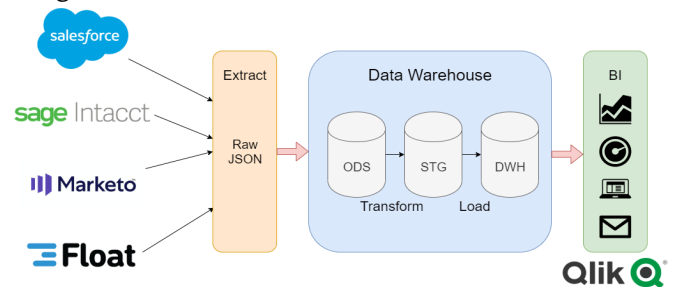 salesforce
sage Intacct
Marketo
Float
Extract
Raw
JSON
Data Warehouse
ODS
STG
DWH
Transform
Load
BI
Qlik